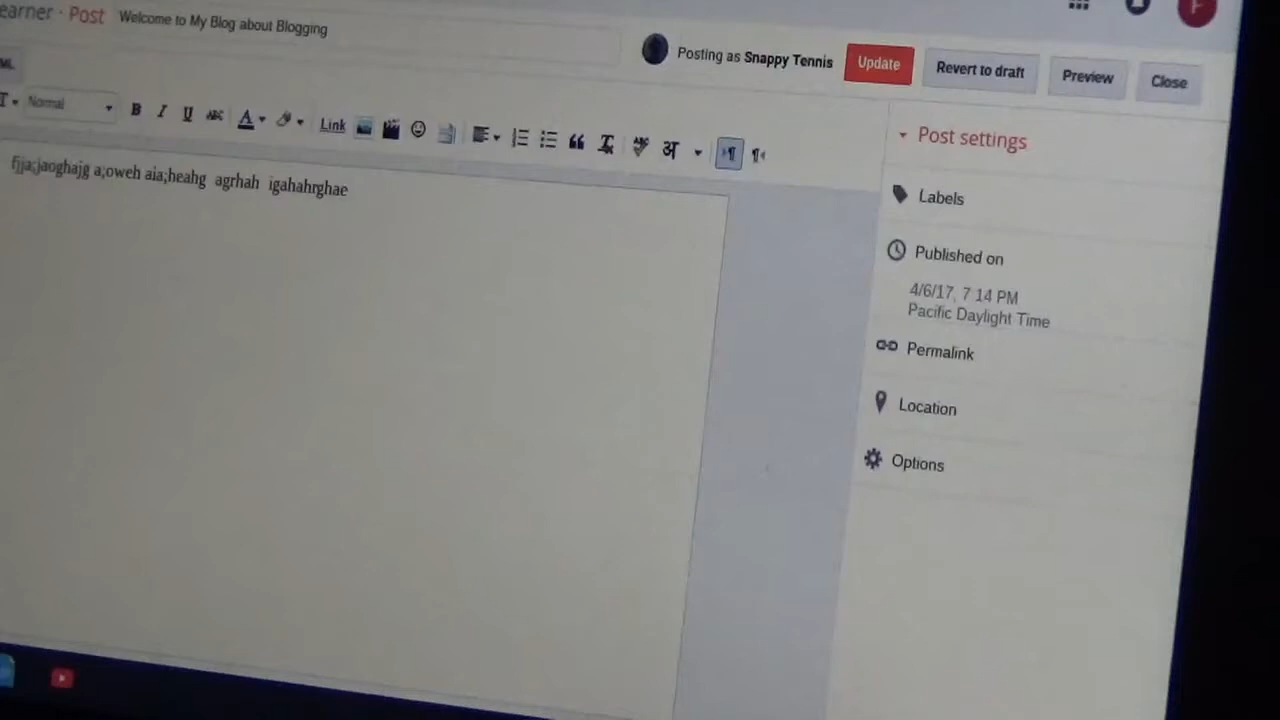 earner · Post Welcome to My Blog about Blogging
Posting as Snappy Tennis Update Revert to draft Preview Close
Normal B I U ABC A Link अ
fjja;jaoghajg a;oweh aia;heahg agrhah igahahrghae
Post settings
Labels
Published on
4/6/17, 7 14 PM
Pacific Daylight Time
Permalink
Location
Options